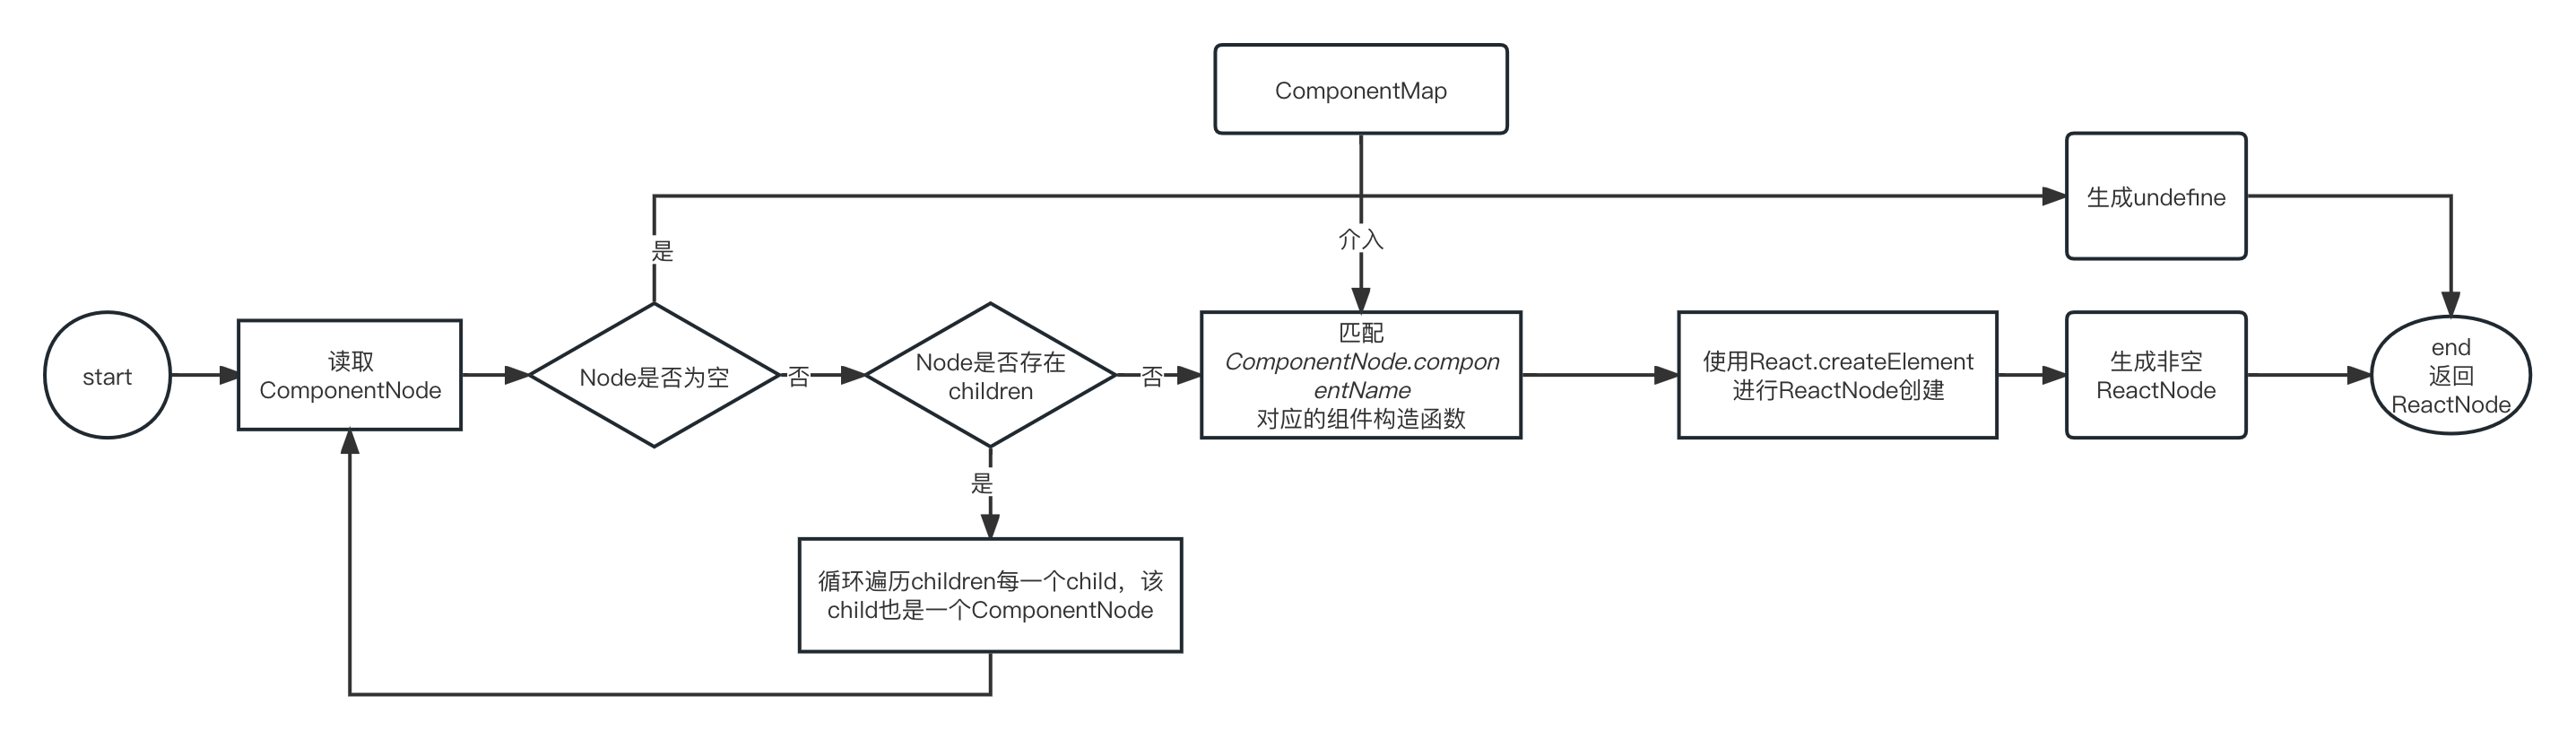 ComponentMap
生成undefine
是
介入
start
读取
ComponentNode
Node是否为空
否
Node是否存在
children
否
匹配
ComponentNode.compon
entName
对应的组件构造函数
使用React.createElement
进行ReactNode创建
生成非空
ReactNode
end
返回
ReactNode
是
循环遍历children每一个child，该
child也是一个ComponentNode